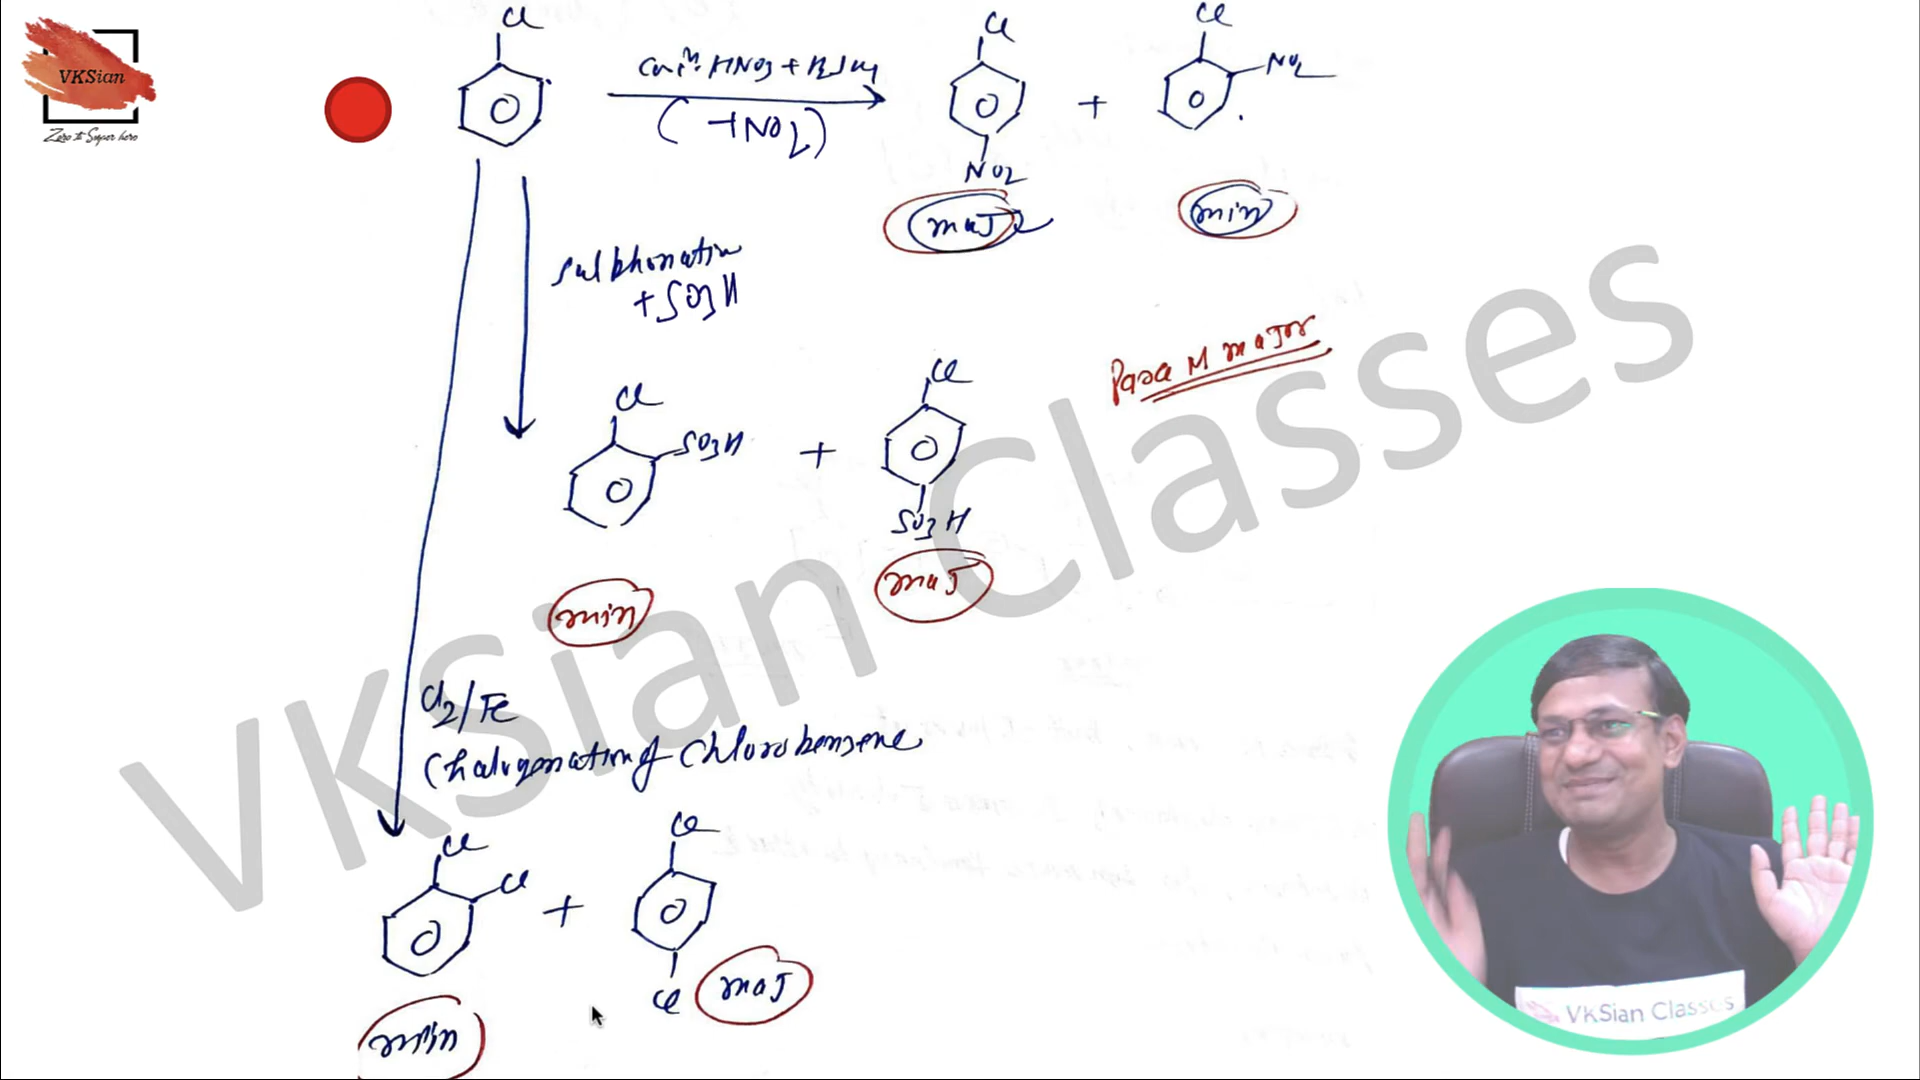 VKSian
Zero to Super hero
Cl
HNO3 +
(+NO2)
Cl
NO2
+
Cl
NO2
maJ
min
sulphonation
+SO3H
Para M maJor
Cl
SO3H
+
Cl
SO3H
min
maJ
Cl2/Fe
(halogenation of Chlorobenzene
Cl
Cl
+
Cl
Cl
maJ
min
VKSian Classes
VKSian Classes